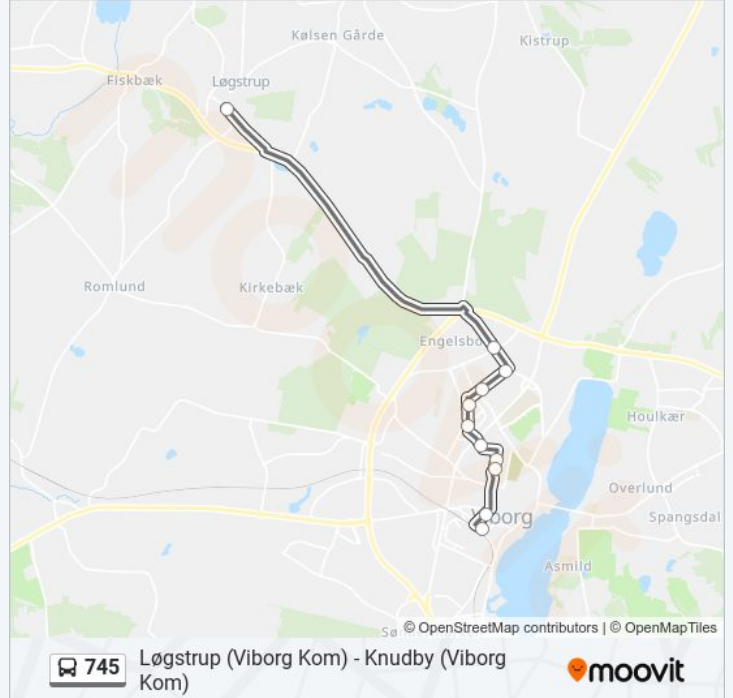 Kølsen Gårde
Kistrup
Fiskbæk
Løgstrup
Romlund
Kirkebæk
Engelsbo
Houlkær
Overlund
Viborg
Spangsdal
Asmild
© OpenStreetMap contributors | © OpenMapTiles
745
Løgstrup (Viborg Kom) - Knudby (Viborg
Kom)
moovit